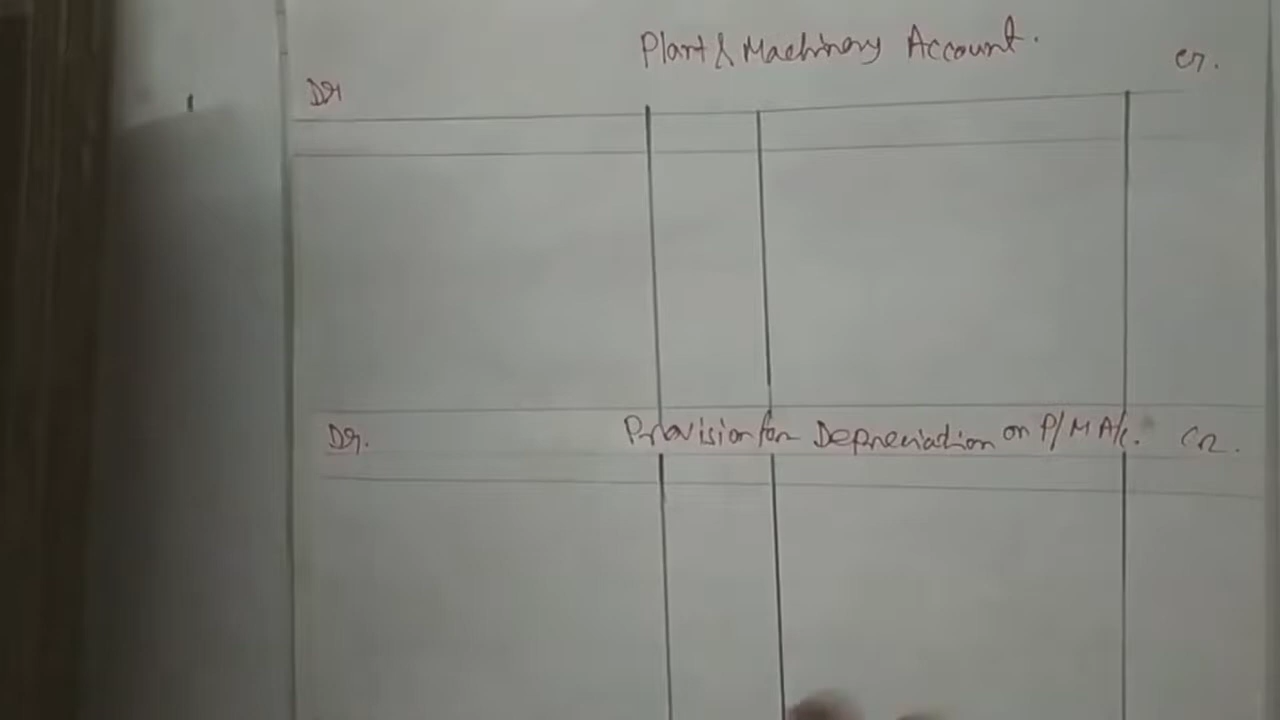 Plant & Machinery Account.
Dr
Cr.
Dr. Provision for Depreciation on P/M A/c. Cr.